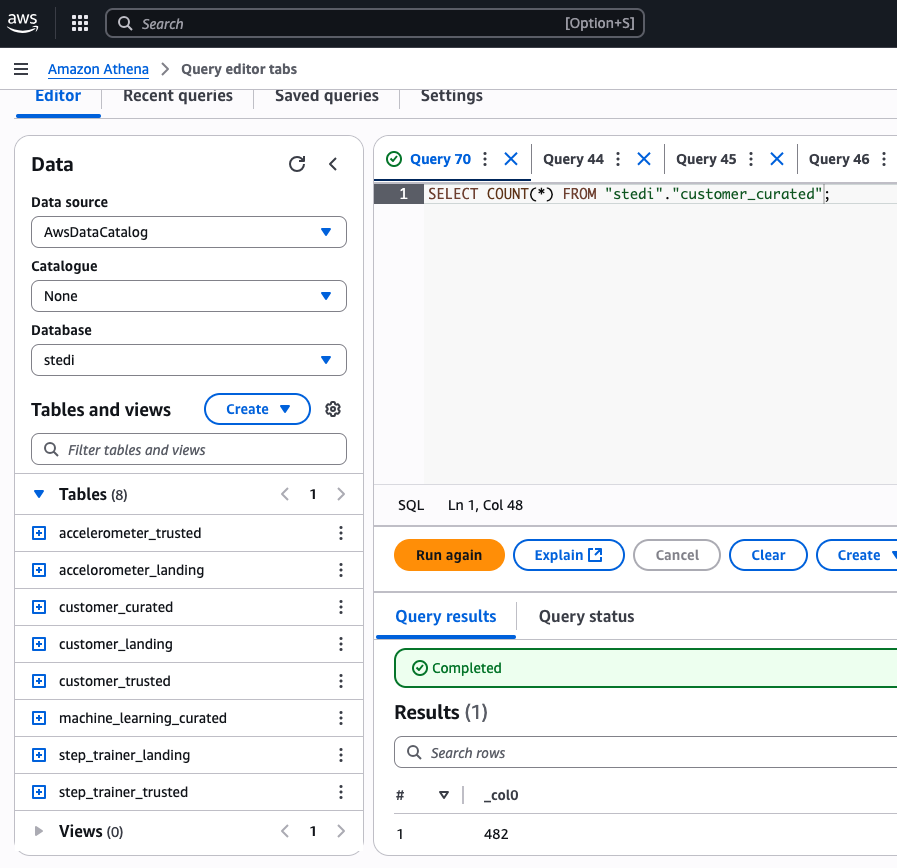 aws
Search [Option+S]
Amazon Athena > Query editor tabs
Editor Recent queries Saved queries Settings
Data
Data source
AwsDataCatalog
Catalogue
None
Database
stedi
Tables and views Create
Filter tables and views
Tables (8) 1
accelerometer_trusted
accelorometer_landing
customer_curated
customer_landing
customer_trusted
machine_learning_curated
step_trainer_landing
step_trainer_trusted
Views (0) 1
Query 70 Query 44 Query 45 Query 46
1 SELECT COUNT(*) FROM "stedi"."customer_curated";
SQL Ln 1, Col 48
Run again Explain Cancel Clear Create
Query results Query status
Completed
Results (1)
Search rows
# _col0
1 482